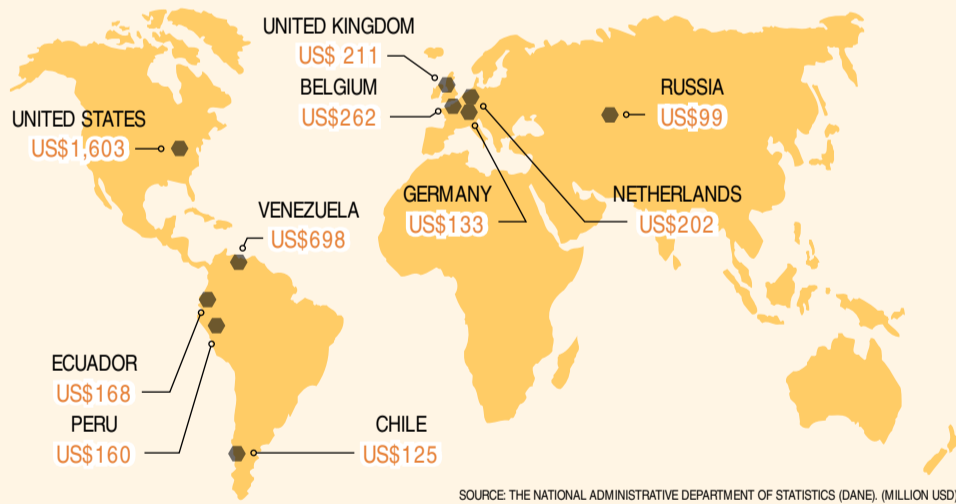 UNITED KINGDOM
US$ 211
BELGIUM
US$262
RUSSIA
US$99
UNITED STATES
US$1,603
GERMANY
US$133
NETHERLANDS
US$202
VENEZUELA
US$698
ECUADOR
US$168
PERU
US$160
CHILE
US$125
SOURCE: THE NATIONAL ADMINISTRATIVE DEPARTMENT OF STATISTICS (DANE). (MILLION USD)